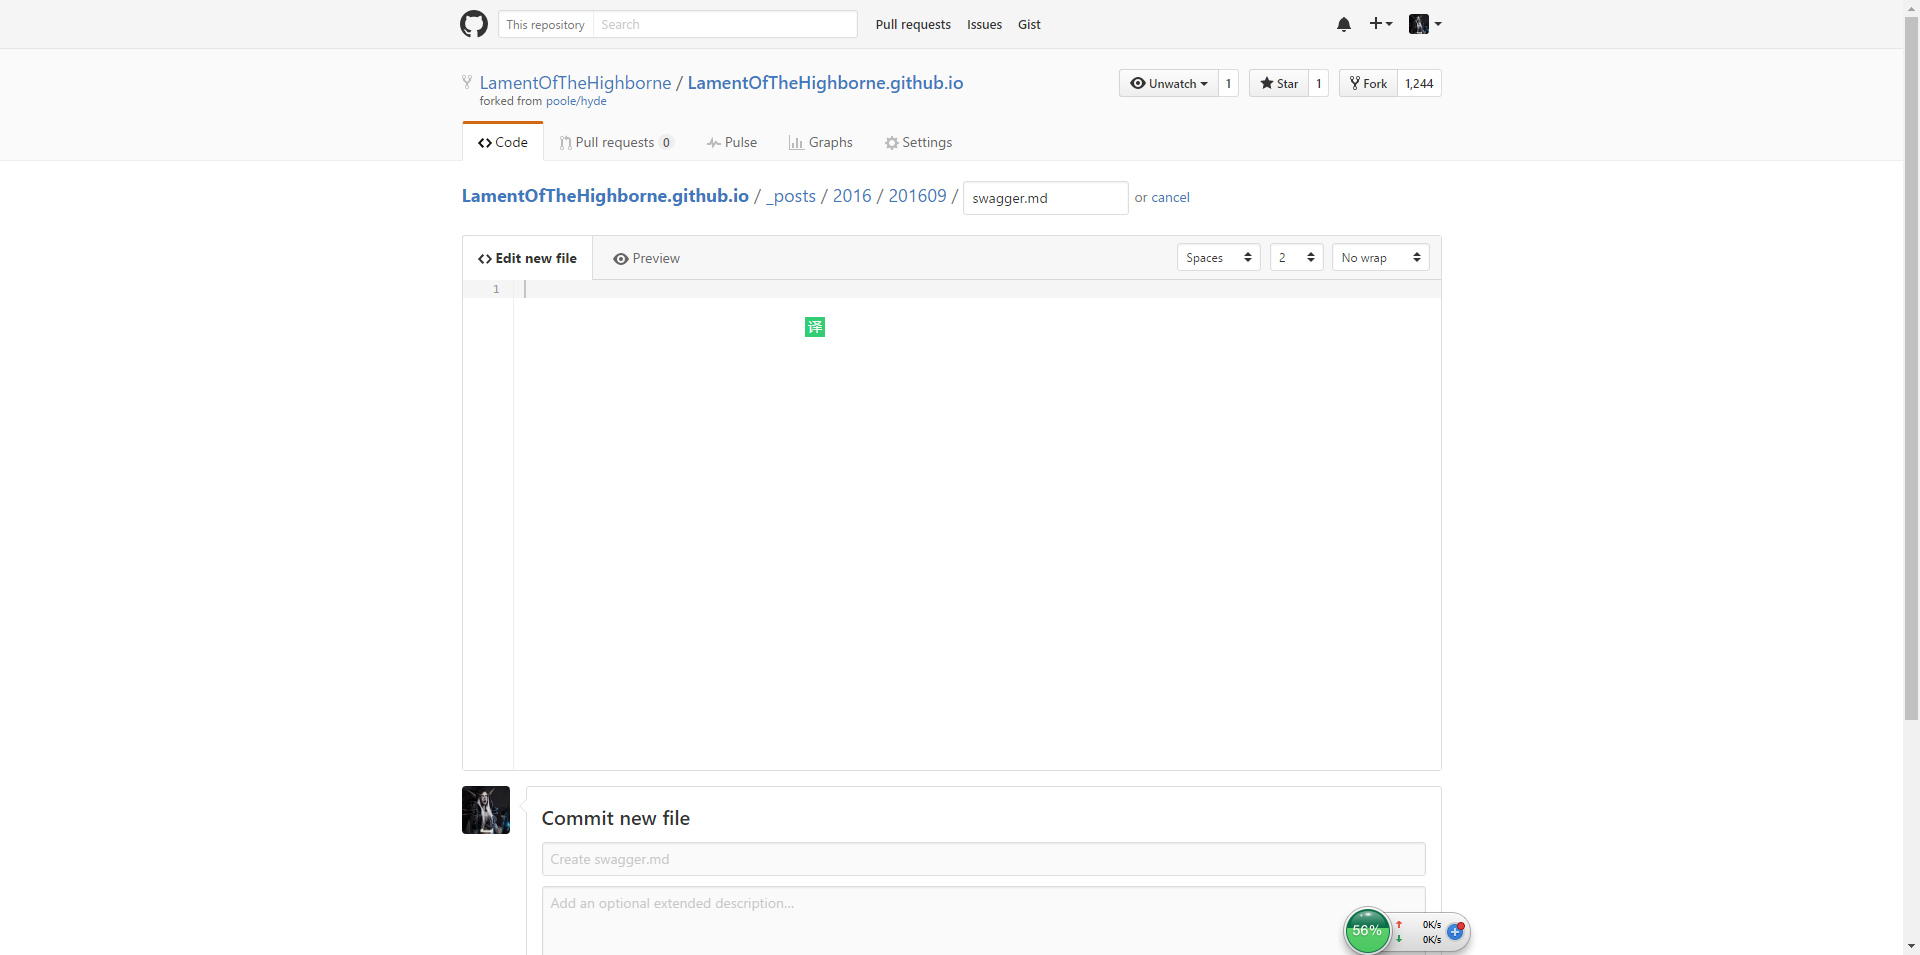 This repository Search Pull requests Issues Gist
LamentOfTheHighborne / LamentOfTheHighborne.github.io Unwatch 1 Star 1 Fork 1,244
forked from poole/hyde
Code Pull requests 0 Pulse Graphs Settings
LamentOfTheHighborne.github.io / _posts / 2016 / 201609 / swagger.md or cancel
Edit new file Preview Spaces 2 No wrap
1
译
Commit new file
Create swagger.md
Add an optional extended description...
56% 0K/s
0K/s